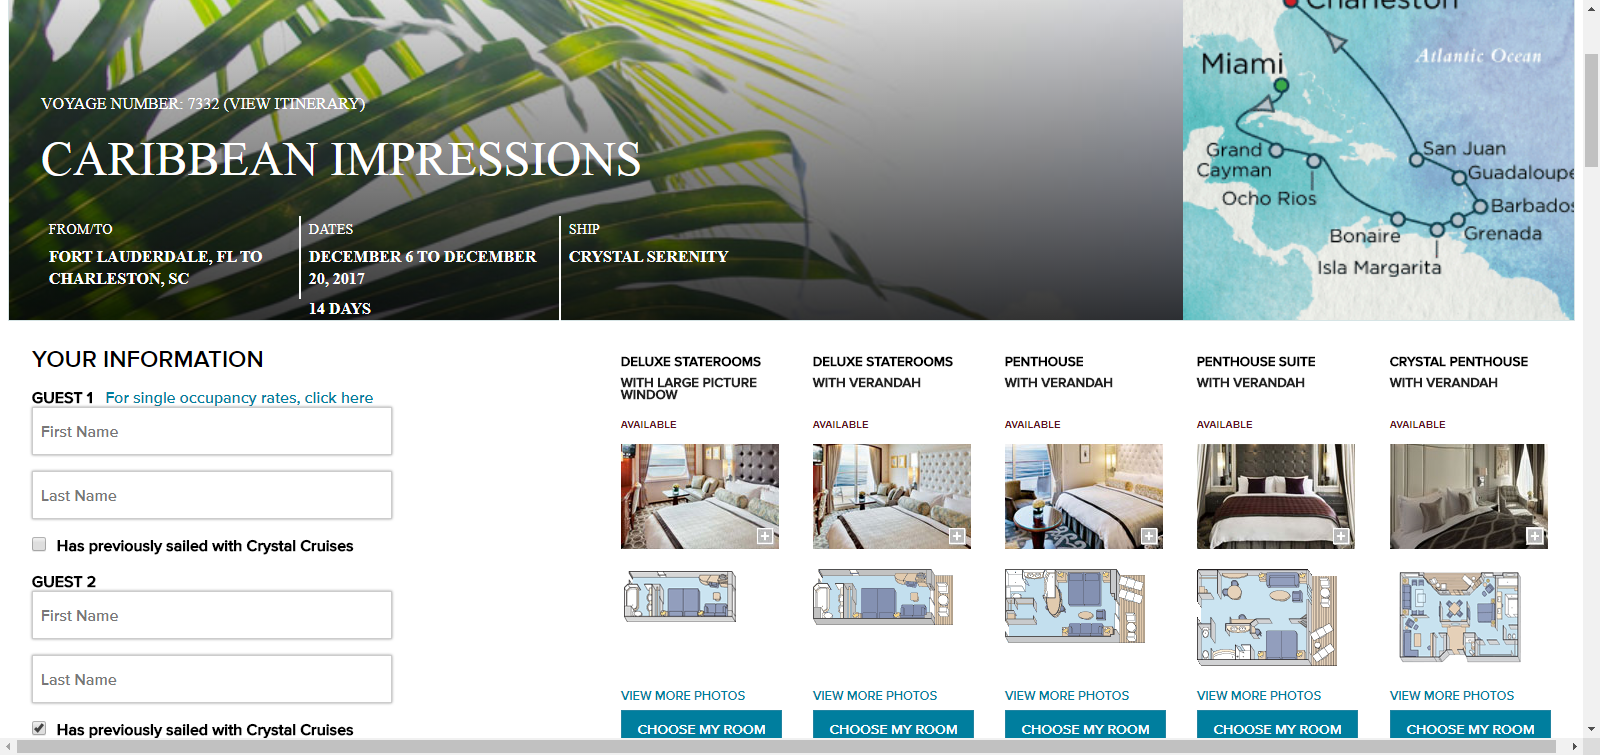 Charleston
Atlantic Ocean
Miami
Grand
Cayman
Ocho Rios
San Juan
Guadaloupe
Barbados
Grenada
Bonaire
Isla Margarita
VOYAGE NUMBER: 7332 (VIEW ITINERARY)
CARIBBEAN IMPRESSIONS
FROM/TO
FORT LAUDERDALE, FL TO
CHARLESTON, SC
DATES
DECEMBER 6 TO DECEMBER
20, 2017
14 DAYS
SHIP
CRYSTAL SERENITY
YOUR INFORMATION
GUEST 1 For single occupancy rates, click here
First Name
Last Name
Has previously sailed with Crystal Cruises
GUEST 2
First Name
Last Name
Has previously sailed with Crystal Cruises
DELUXE STATEROOMS
WITH LARGE PICTURE
WINDOW
AVAILABLE
VIEW MORE PHOTOS
CHOOSE MY ROOM
DELUXE STATEROOMS
WITH VERANDAH
AVAILABLE
VIEW MORE PHOTOS
CHOOSE MY ROOM
PENTHOUSE
WITH VERANDAH
AVAILABLE
VIEW MORE PHOTOS
CHOOSE MY ROOM
PENTHOUSE SUITE
WITH VERANDAH
AVAILABLE
VIEW MORE PHOTOS
CHOOSE MY ROOM
CRYSTAL PENTHOUSE
WITH VERANDAH
AVAILABLE
VIEW MORE PHOTOS
CHOOSE MY ROOM